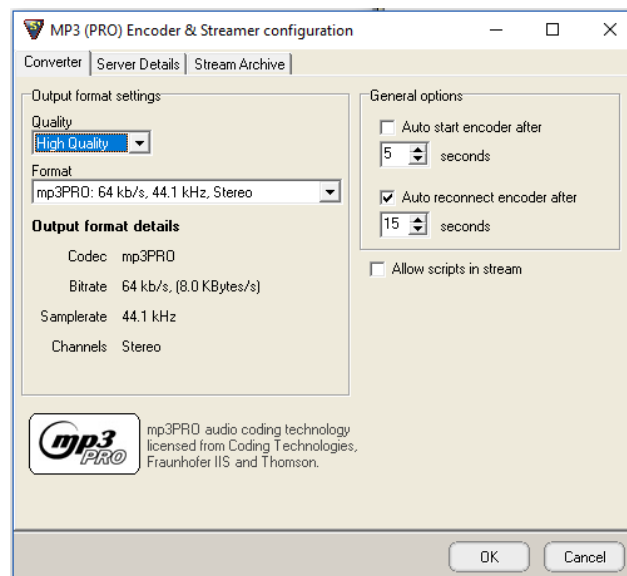 MP3 (PRO) Encoder & Streamer configuration
Converter
Server Details
Stream Archive
Output format settings
Quality
High Quality
Format
mp3PRO: 64 kb/s, 44.1 kHz, Stereo
Output format details
Codec mp3PRO
Bitrate 64 kb/s, (8.0 KBytes/s)
Samplerate 44.1 kHz
Channels Stereo
General options
Auto start encoder after
5 seconds
Auto reconnect encoder after
15 seconds
Allow scripts in stream
mp3 PRO
mp3PRO audio coding technology
licensed from Coding Technologies,
Fraunhofer IIS and Thomson.
OK
Cancel